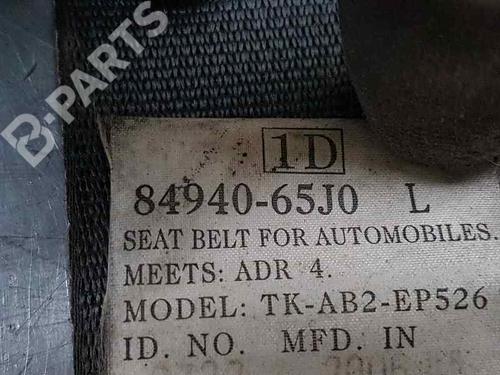 B-PARTS
1D
84940-65J0 L
SEAT BELT FOR AUTOMOBILES.
MEETS: ADR 4.
MODEL: TK-AB2-EP526
ID. NO. MFD. IN